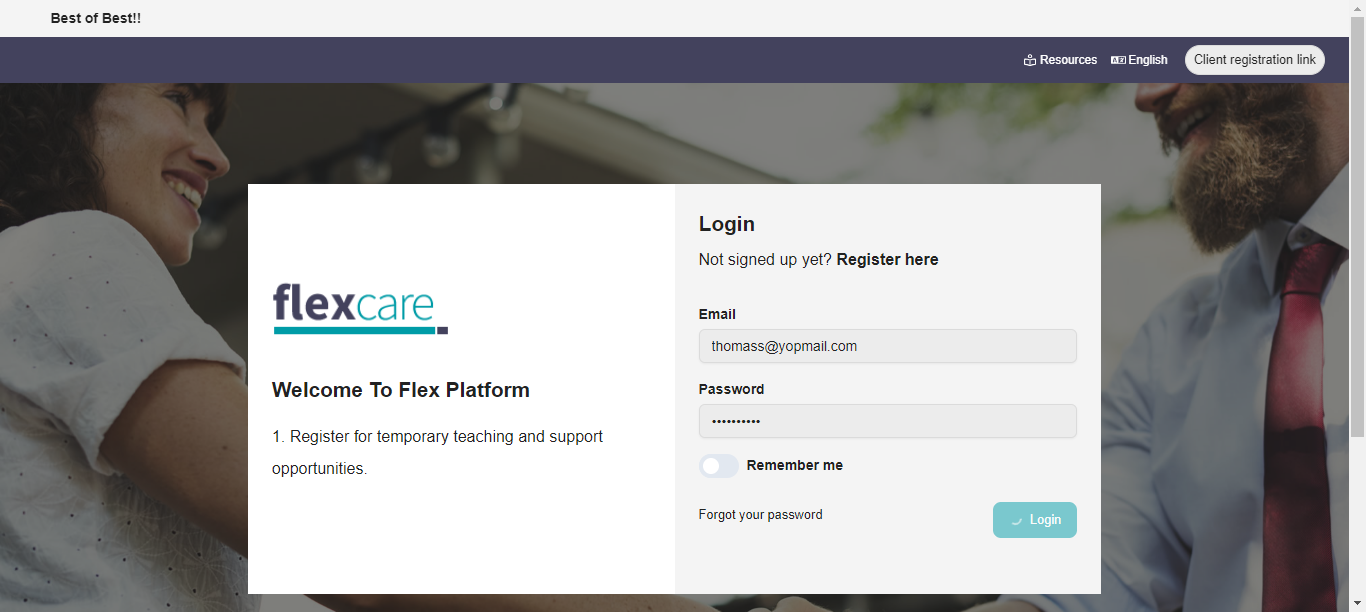 Best of Best!!
Resources
English
Client registration link
flexcare
Welcome To Flex Platform
1. Register for temporary teaching and support
opportunities.
Login
Not signed up yet? Register here
Email
thomass@yopmail.com
Password
••••••••••
Remember me
Forgot your password
Login